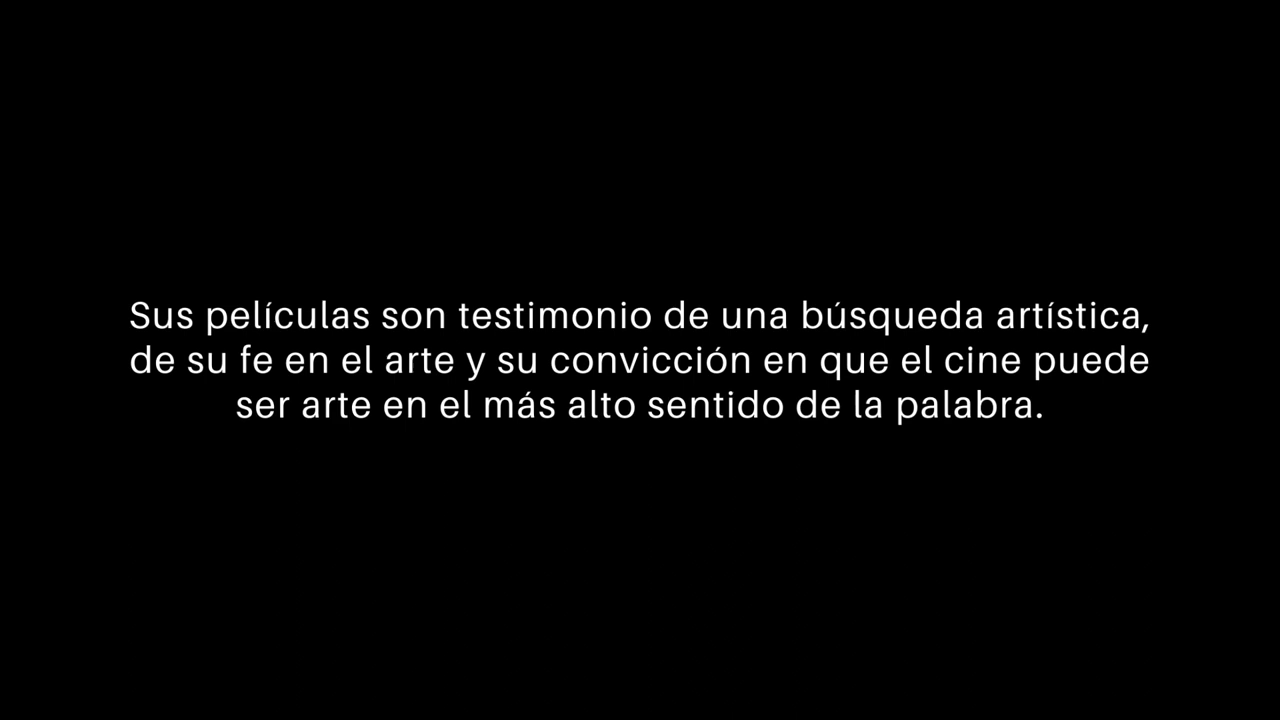 Sus películas son testimonio de una búsqueda artística,
de su fe en el arte y su convicción en que el cine puede
ser arte en el más alto sentido de la palabra.